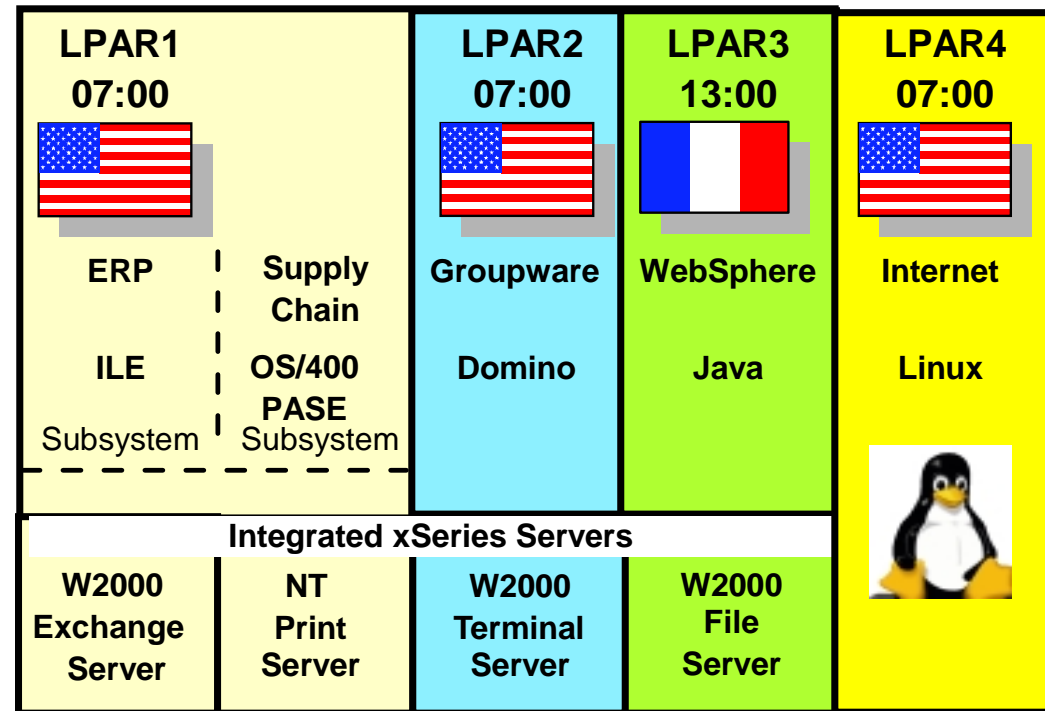 LPAR1
07:00
ERP
ILE
Subsystem
Supply
Chain
OS/400
PASE
Subsystem
LPAR2
07:00
Groupware
Domino
LPAR3
13:00
WebSphere
Java
LPAR4
07:00
Internet
Linux
Integrated xSeries Servers
W2000
Exchange
Server
NT
Print
Server
W2000
Terminal
Server
W2000
File
Server